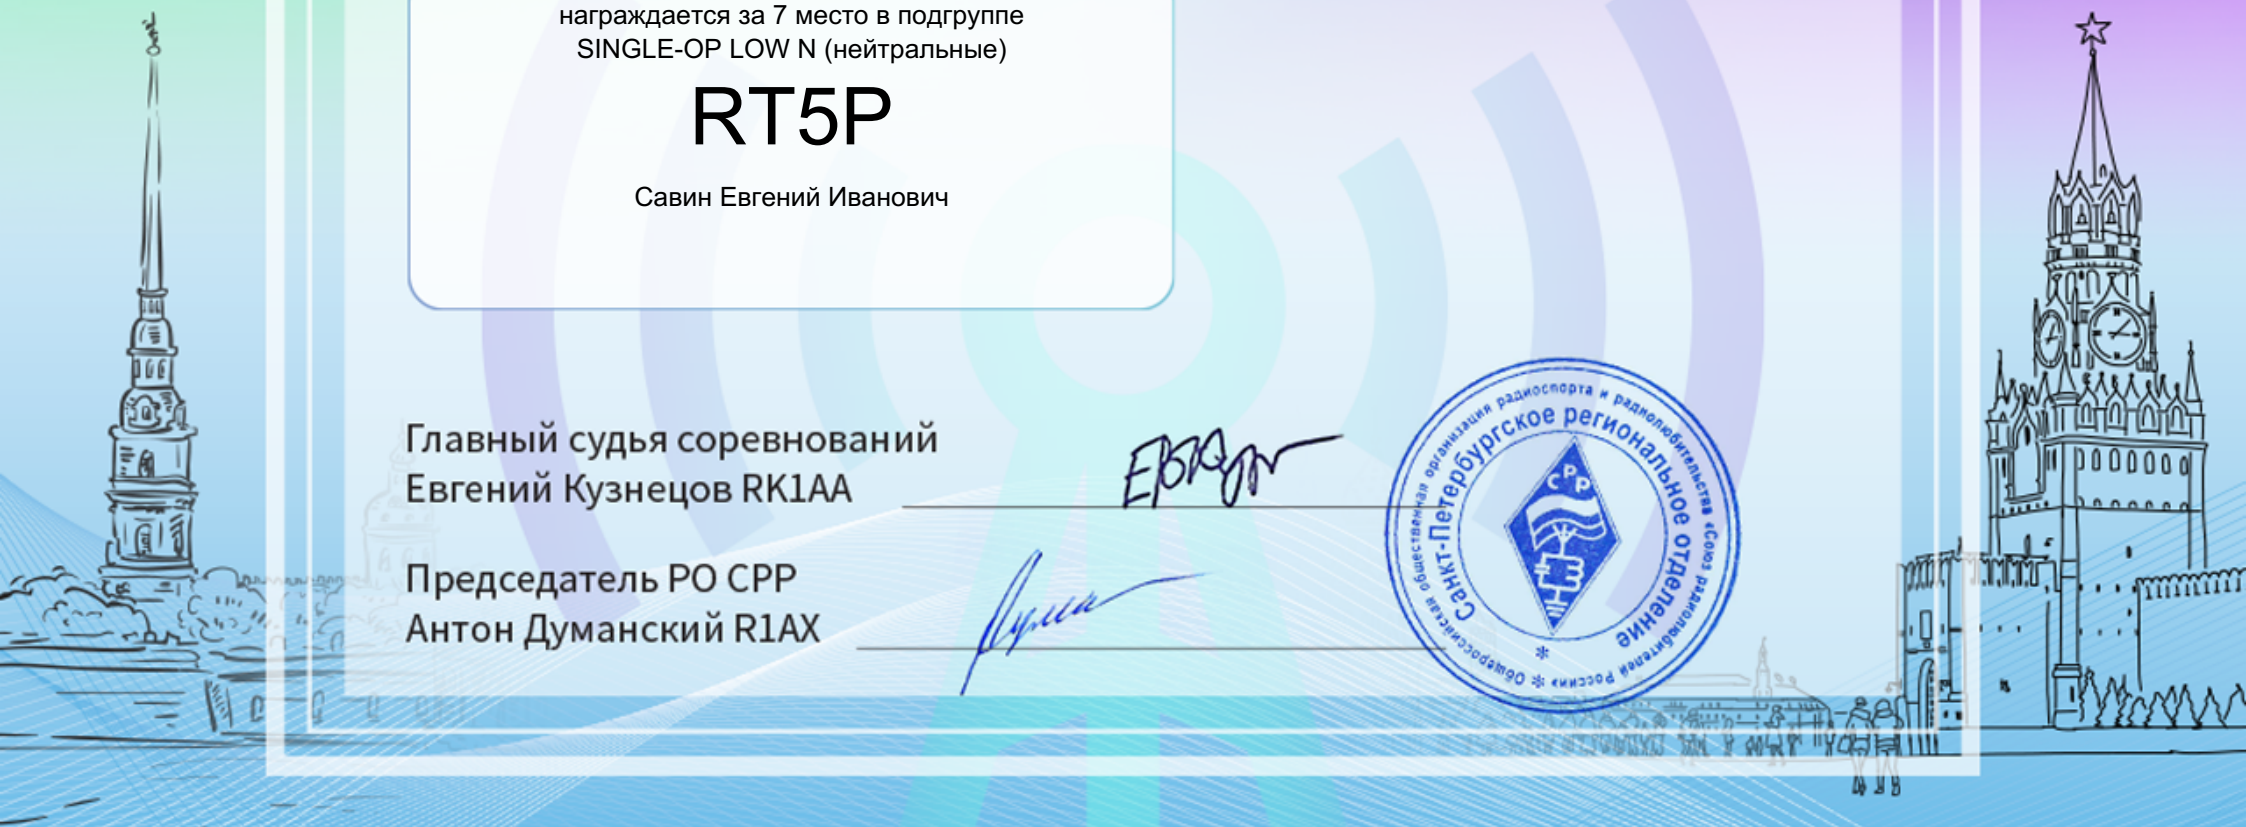 награждается за 7 место в подгруппе
SINGLE-OP LOW N (нейтральные)
RT5P
Савин Евгений Иванович
Главный судья соревнований
Евгений Кузнецов RK1AA
Председатель РО СРР
Антон Думанский R1AX
Общероссийская общественная организация радиоспорта и радиолюбительства «Союз радиолюбителей России»
Санкт-Петербургское региональное отделение
СРР